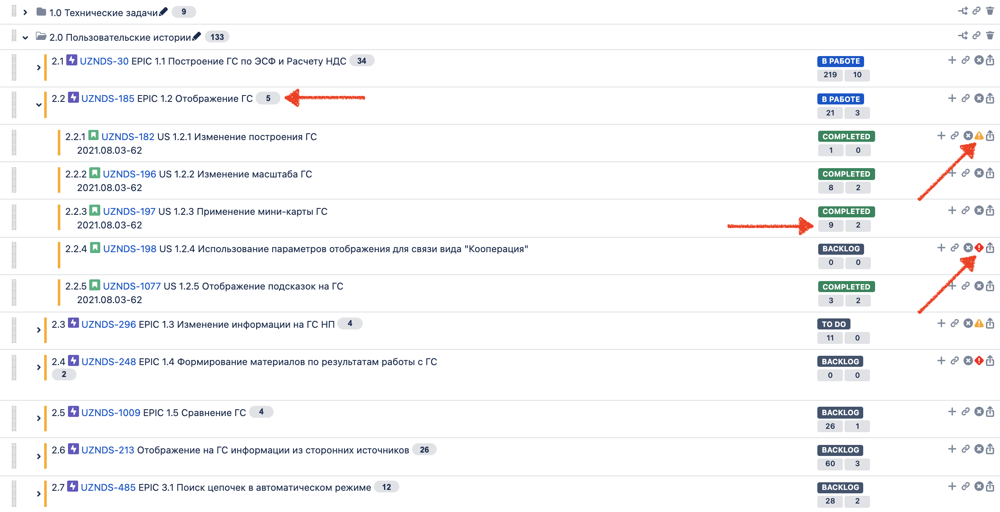 1.0 Технические задачи 9
2.0 Пользовательские истории 133
2.1 UZNDS-30 EPIC 1.1 Построение ГС по ЭСФ и Расчету НДС 34 В РАБОТЕ
219 10
2.2 UZNDS-185 EPIC 1.2 Отображение ГС 5 В РАБОТЕ
21 3
2.2.1 UZNDS-182 US 1.2.1 Изменение построения ГС COMPLETED
2021.08.03-62 1 0
2.2.2 UZNDS-196 US 1.2.2 Изменение масштаба ГС COMPLETED
2021.08.03-62 8 2
2.2.3 UZNDS-197 US 1.2.3 Применение мини-карты ГС COMPLETED
2021.08.03-62 9 2
2.2.4 UZNDS-198 US 1.2.4 Использование параметров отображения для связи вида "Кооперация" BACKLOG
0 0
2.2.5 UZNDS-1077 US 1.2.5 Отображение подсказок на ГС COMPLETED
2021.08.03-62 3 2
2.3 UZNDS-296 EPIC 1.3 Изменение информации на ГС НП 4 TO DO
11 0
2.4 UZNDS-248 EPIC 1.4 Формирование материалов по результатам работы с ГС BACKLOG
2 0 0
2.5 UZNDS-1009 EPIC 1.5 Сравнение ГС 4 BACKLOG
26 1
2.6 UZNDS-213 Отображение на ГС информации из сторонних источников 26 BACKLOG
60 3
2.7 UZNDS-485 EPIC 3.1 Поиск цепочек в автоматическом режиме 12 BACKLOG
28 2